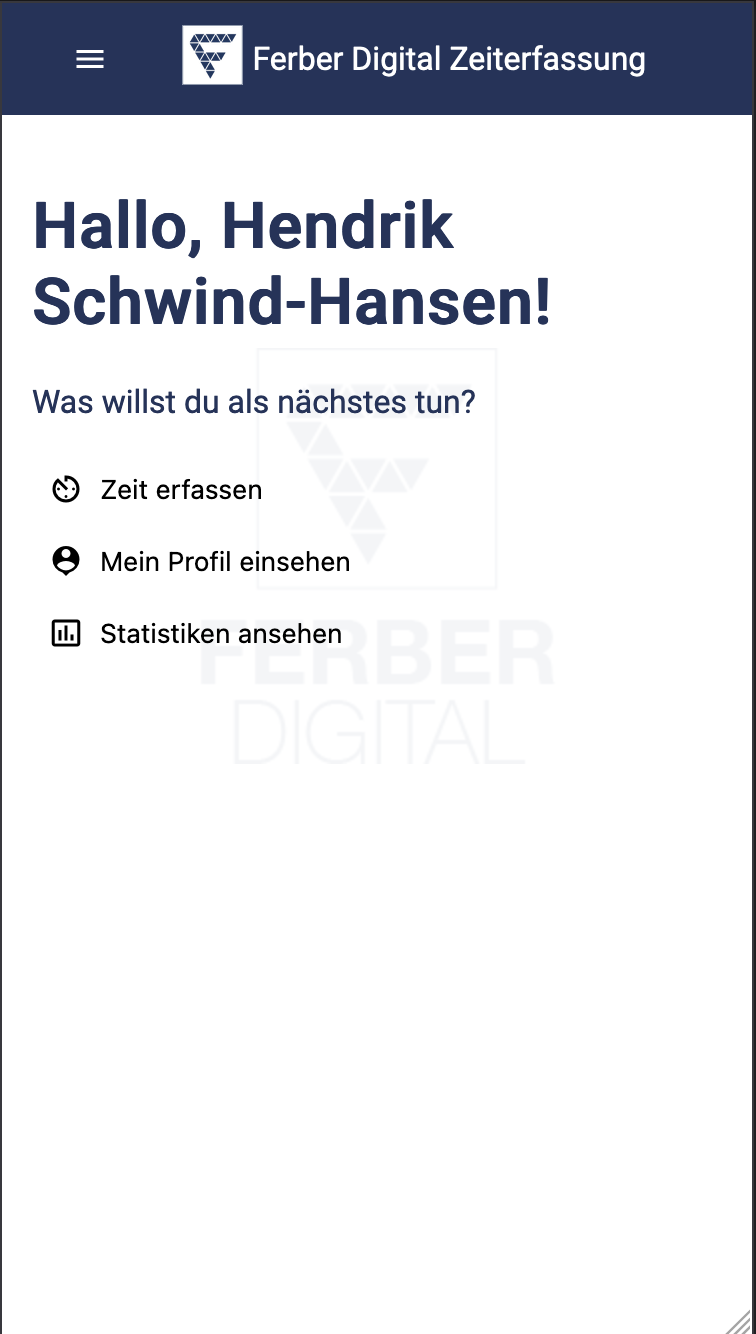 Ferber Digital Zeiterfassung
Hallo, Hendrik
Schwind-Hansen!
Was willst du als nächstes tun?
Zeit erfassen
Mein Profil einsehen
Statistiken ansehen
FERBER
DIGITAL